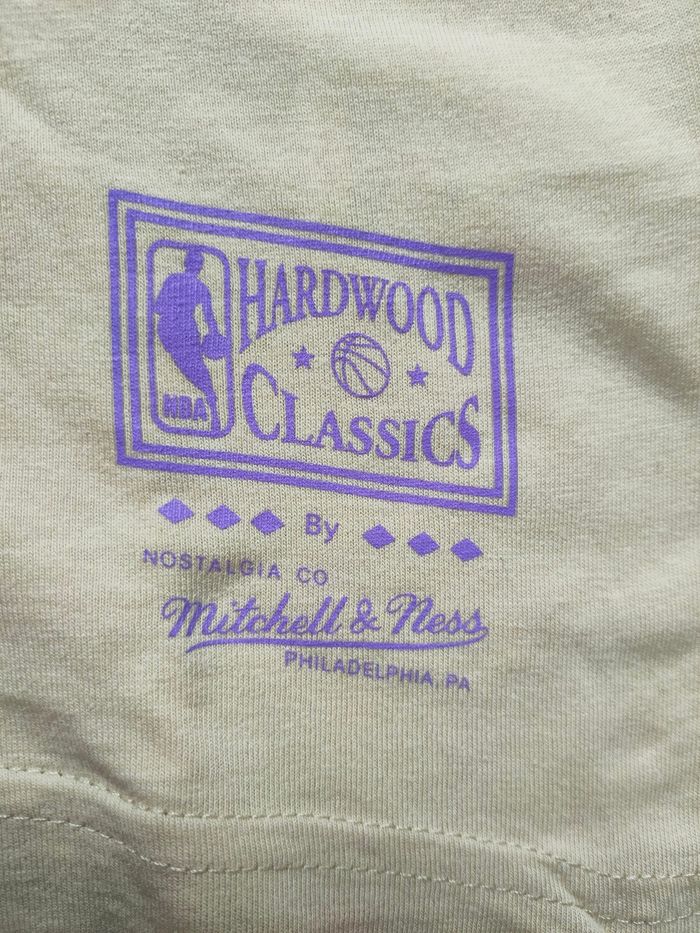 HARDWOOD
CLASSICS
NBA
By
NOSTALGIA CO
Mitchell & Ness
PHILADELPHIA, PA